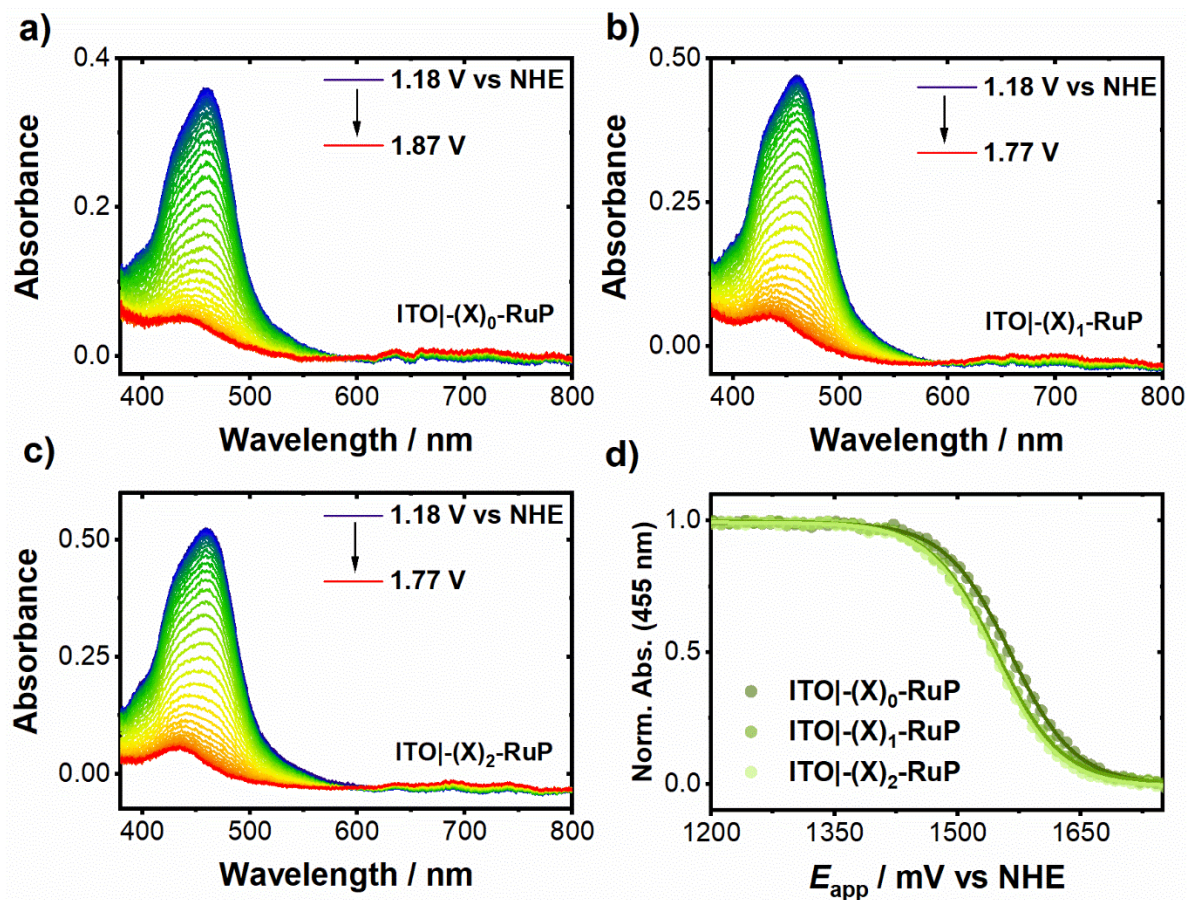 a)
Absorbance
0.4
0.2
0.0
1.18 V vs NHE
1.87 V
ITO|-(X)₀-RuP
400 500 600 700 800
Wavelength / nm
b)
Absorbance
0.50
0.25
0.00
1.18 V vs NHE
1.77 V
ITO|-(X)₁-RuP
400 500 600 700 800
Wavelength / nm
c)
Absorbance
0.50
0.25
0.00
1.18 V vs NHE
1.77 V
ITO|-(X)₂-RuP
400 500 600 700 800
Wavelength / nm
d)
Norm. Abs. (455 nm)
1.0
0.5
0.0
ITO|-(X)₀-RuP
ITO|-(X)₁-RuP
ITO|-(X)₂-RuP
1200 1350 1500 1650
E_app / mV vs NHE